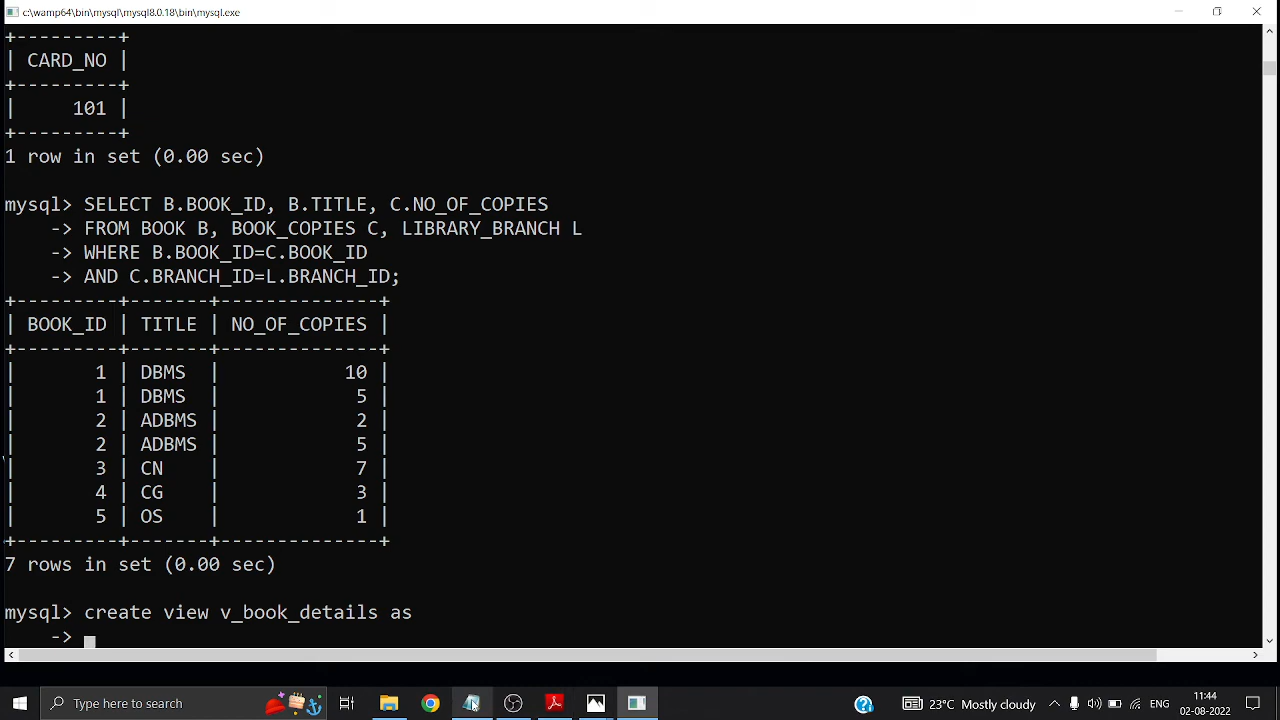 c:\wamp64\bin\mysql\mysql8.0.18\bin\mysql.exe
+---------+
| CARD_NO |
+---------+
|     101 |
+---------+
1 row in set (0.00 sec)
mysql> SELECT B.BOOK_ID, B.TITLE, C.NO_OF_COPIES
    -> FROM BOOK B, BOOK_COPIES C, LIBRARY_BRANCH L
    -> WHERE B.BOOK_ID=C.BOOK_ID
    -> AND C.BRANCH_ID=L.BRANCH_ID;
+---------+-------+--------------+
| BOOK_ID | TITLE | NO_OF_COPIES |
+---------+-------+--------------+
|       1 | DBMS  |           10 |
|       1 | DBMS  |            5 |
|       2 | ADBMS |            2 |
|       2 | ADBMS |            5 |
|       3 | CN    |            7 |
|       4 | CG    |            3 |
|       5 | OS    |            1 |
+---------+-------+--------------+
7 rows in set (0.00 sec)
mysql> create view v_book_details as
    ->
Type here to search
23°C Mostly cloudy
ENG
11:44
02-08-2022